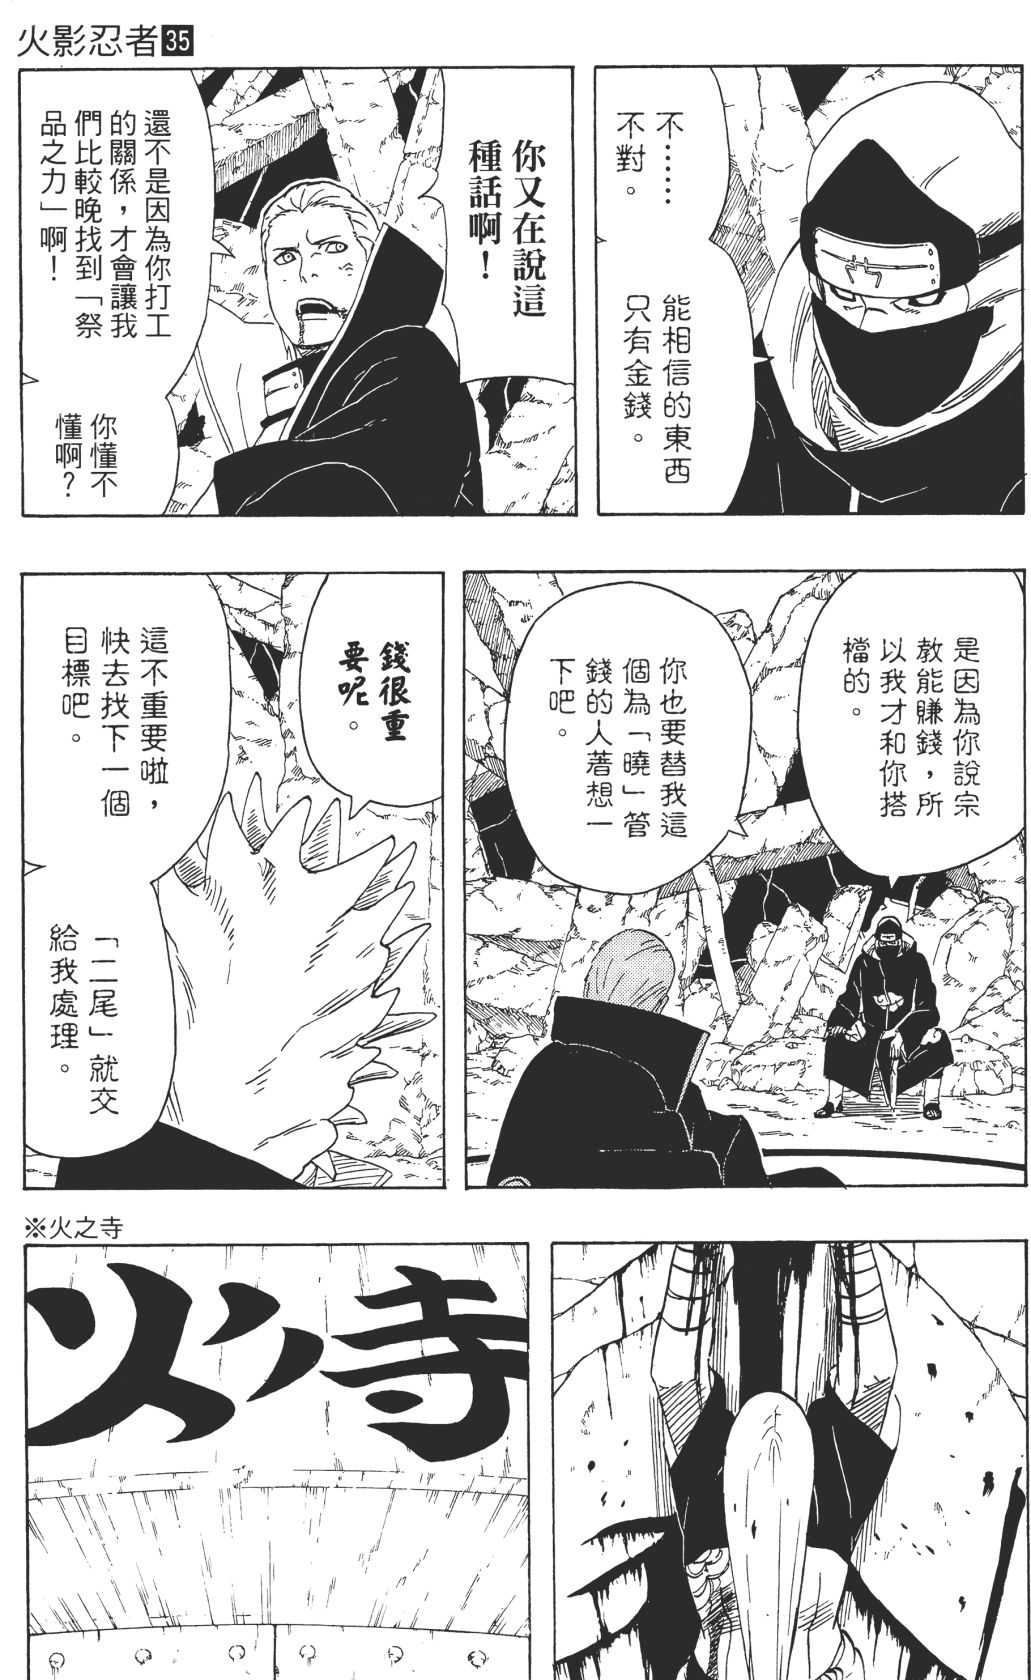 火影忍者35
不……
不對。
能相信的東西
只有金錢。
你又在說這
種話啊！
還不是因為你打工
的關係，才會讓我
們比較晚找到「祭
品之力」啊！
你懂不
懂啊？
是因為你說宗
教能賺錢，所
以我才和你搭
檔的。
你也要替我這
個為「曉」管
錢的人著想一
下吧。
錢很重
要呢。
這不重要啦，
快去找下一個
目標吧。
「二尾」就交
給我處理。
※火之寺
火ノ寺